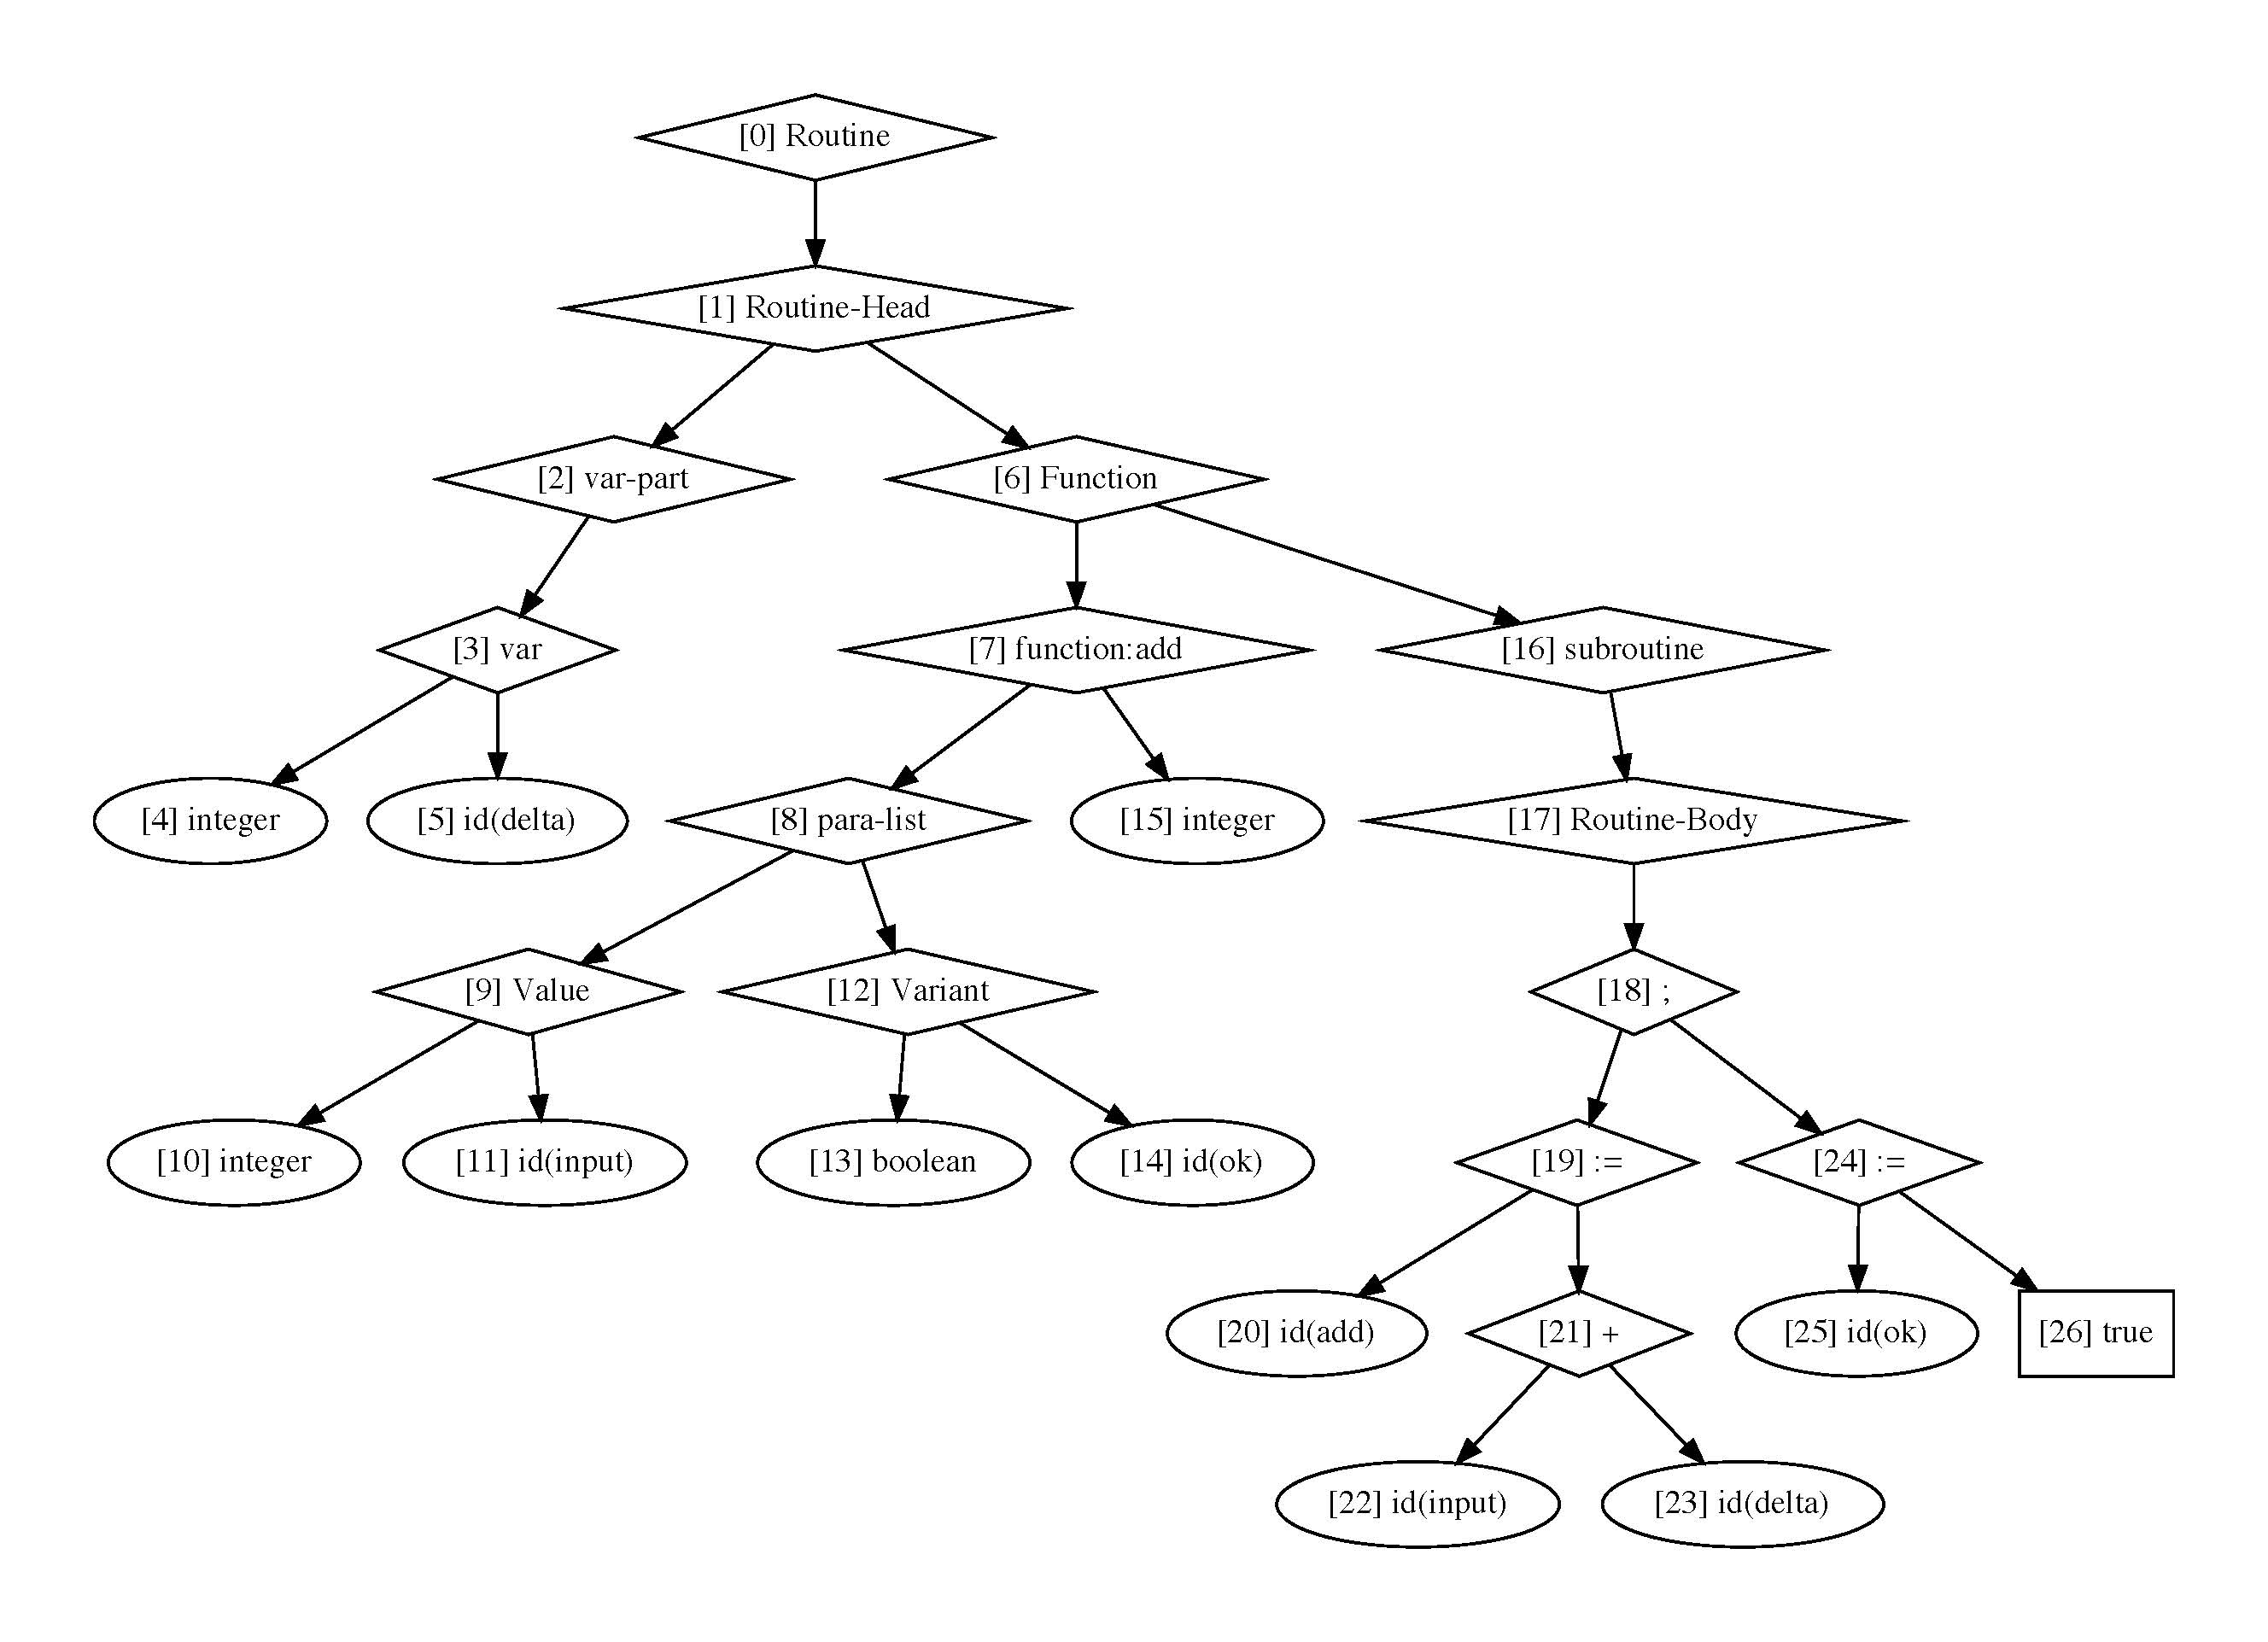 [0] Routine
[1] Routine-Head
[2] var-part
[6] Function
[3] var
[7] function:add
[16] subroutine
[4] integer
[5] id(delta)
[8] para-list
[15] integer
[17] Routine-Body
[9] Value
[12] Variant
[18] ;
[10] integer
[11] id(input)
[13] boolean
[14] id(ok)
[19] :=
[24] :=
[20] id(add)
[21] +
[25] id(ok)
[26] true
[22] id(input)
[23] id(delta)